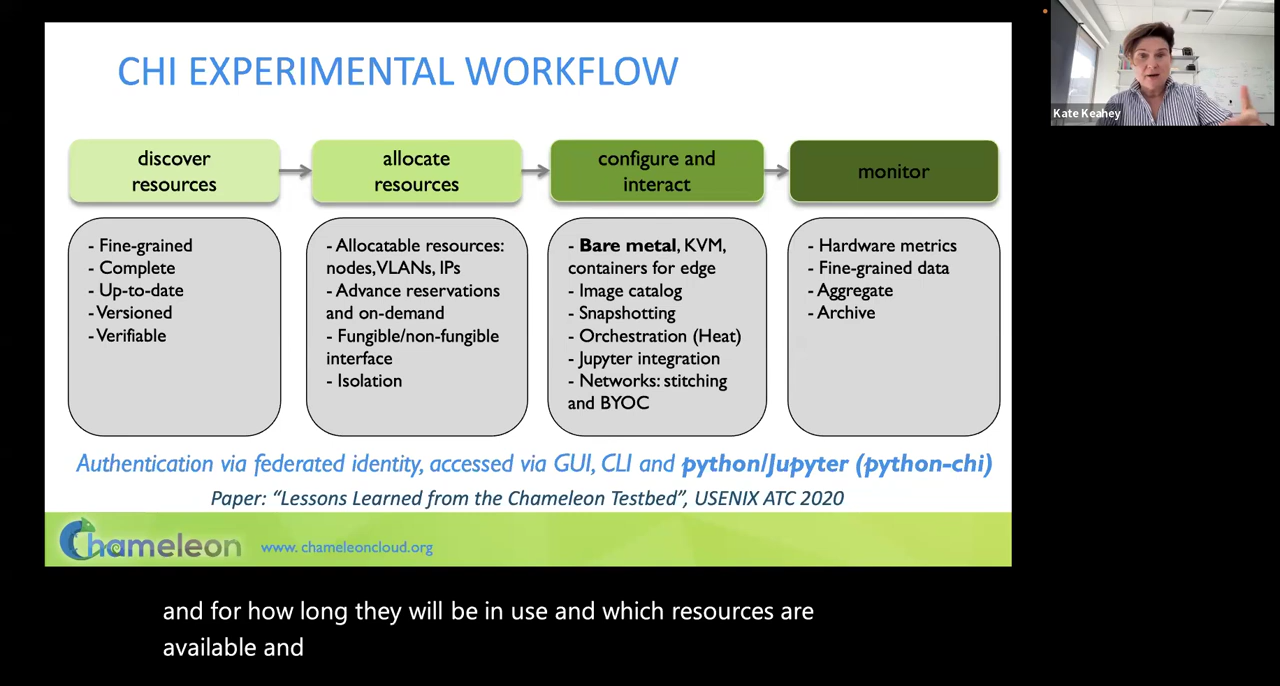 CHI EXPERIMENTAL WORKFLOW
Kate Keahey
discover
resources
allocate
resources
configure and
interact
monitor
- Fine-grained
- Complete
- Up-to-date
- Versioned
- Verifiable
- Allocatable resources:
nodes, VLANs, IPs
- Advance reservations
and on-demand
- Fungible/non-fungible
interface
- Isolation
- Bare metal, KVM,
containers for edge
- Image catalog
- Snapshotting
- Orchestration (Heat)
- Jupyter integration
- Networks: stitching
and BYOC
- Hardware metrics
- Fine-grained data
- Aggregate
- Archive
Authentication via federated identity, accessed via GUI, CLI and python/Jupyter (python-chi)
Paper: “Lessons Learned from the Chameleon Testbed”, USENIX ATC 2020
Chameleon
www. chameleoncloud.org
and for how long they will be in use and which resources are
available and